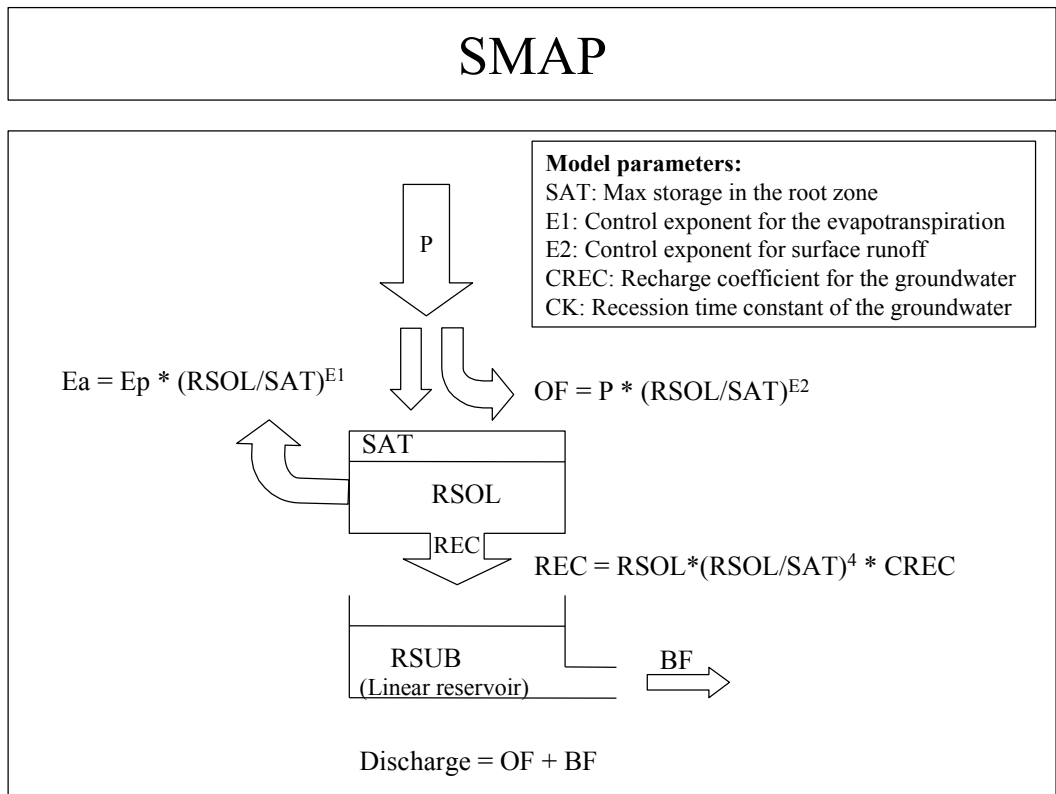 SMAP
Model parameters:
SAT: Max storage in the root zone
E1: Control exponent for the evapotranspiration
E2: Control exponent for surface runoff
CREC: Recharge coefficient for the groundwater
CK: Recession time constant of the groundwater
P
Ea = Ep * (RSOL/SAT)^E1
OF = P * (RSOL/SAT)^E2
SAT
RSOL
REC
REC = RSOL*(RSOL/SAT)^4 * CREC
RSUB
(Linear reservoir)
BF
Discharge = OF + BF